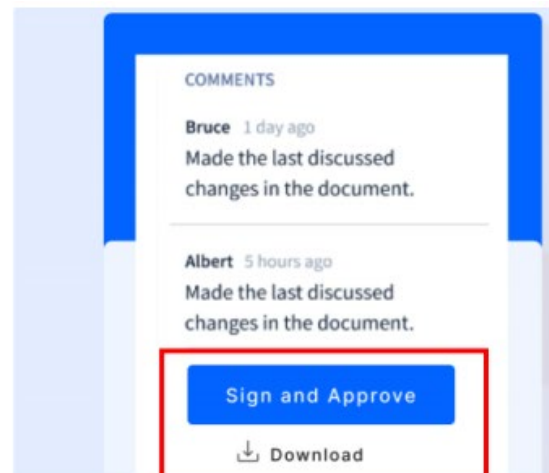 COMMENTS
Bruce 1 day ago
Made the last discussed
changes in the document.
Albert 5 hours ago
Made the last discussed
changes in the document.
Sign and Approve
Download